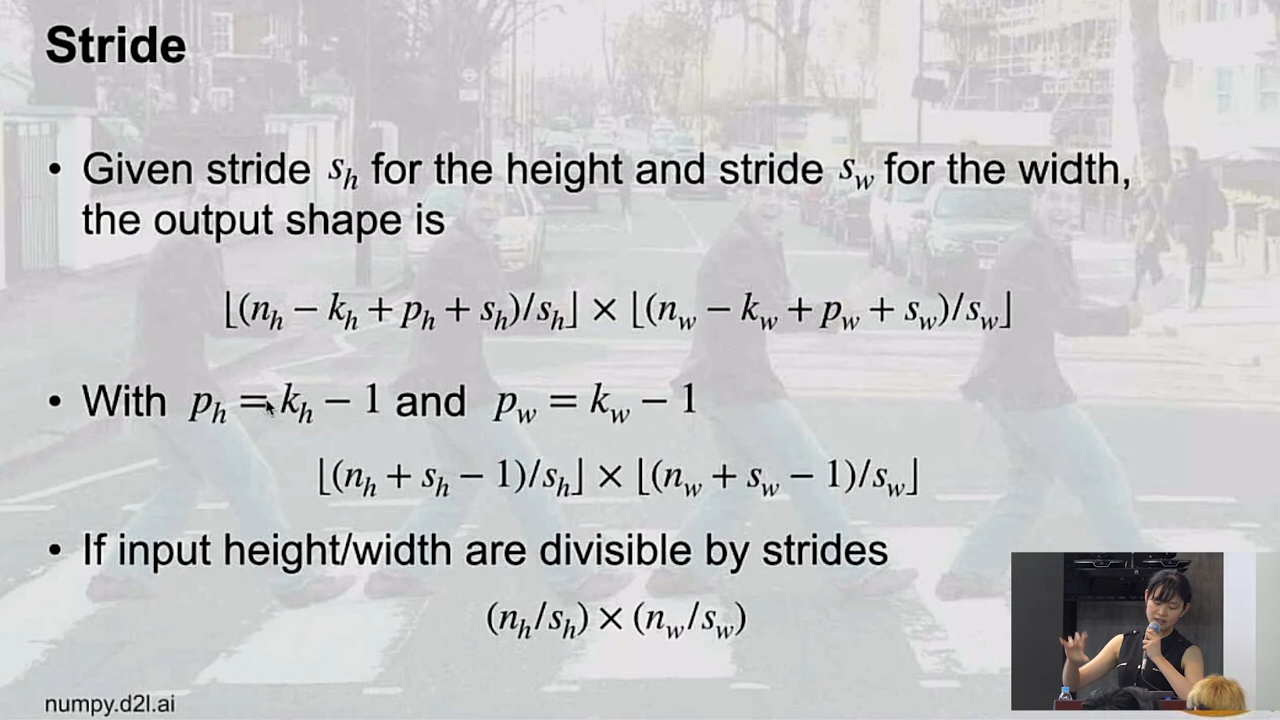 Stride
• Given stride sₕ for the height and stride s_w for the width,
the output shape is
⌊(nₕ − kₕ + pₕ + sₕ)/sₕ⌋ × ⌊(n_w − k_w + p_w + s_w)/s_w⌋
• With pₕ = kₕ − 1 and p_w = k_w − 1
⌊(nₕ + sₕ − 1)/sₕ⌋ × ⌊(n_w + s_w − 1)/s_w⌋
• If input height/width are divisible by strides
(nₕ/sₕ) × (n_w/s_w)
numpy.d2l.ai